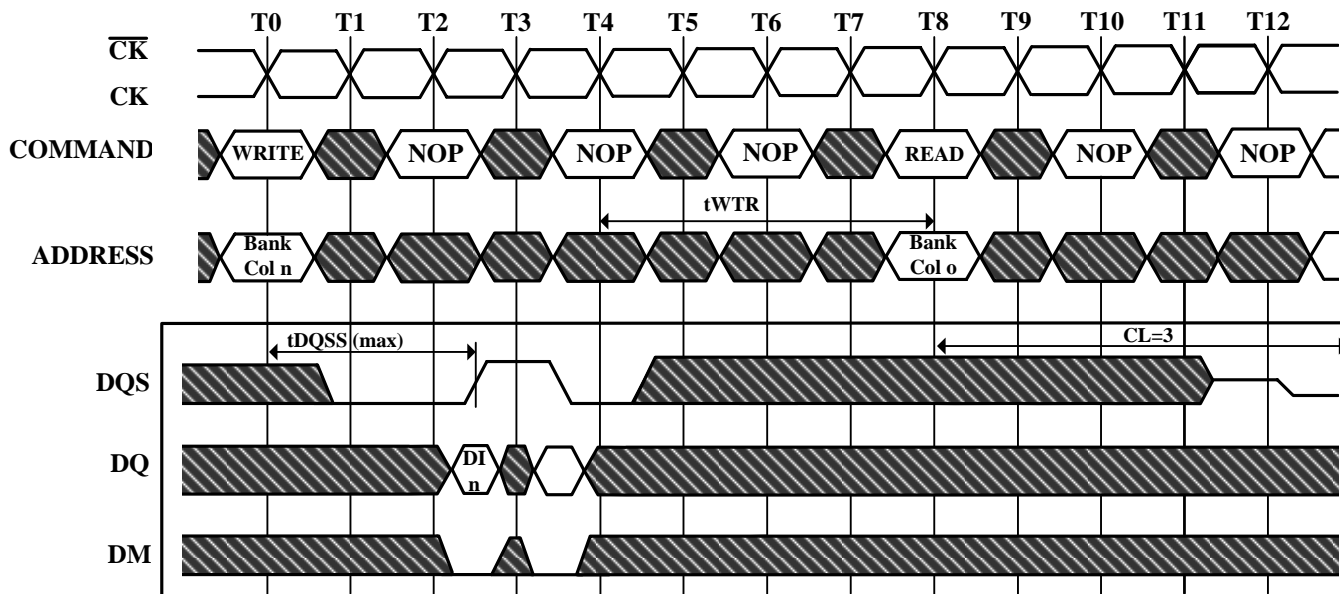 T0 T1 T2 T3 T4 T5 T6 T7 T8 T9 T10 T11 T12
CK
CK
COMMAND WRITE NOP NOP NOP READ NOP NOP
tWTR
ADDRESS Bank Col n Bank Col o
tDQSS (max) CL=3
DQS
DQ DI n
DM